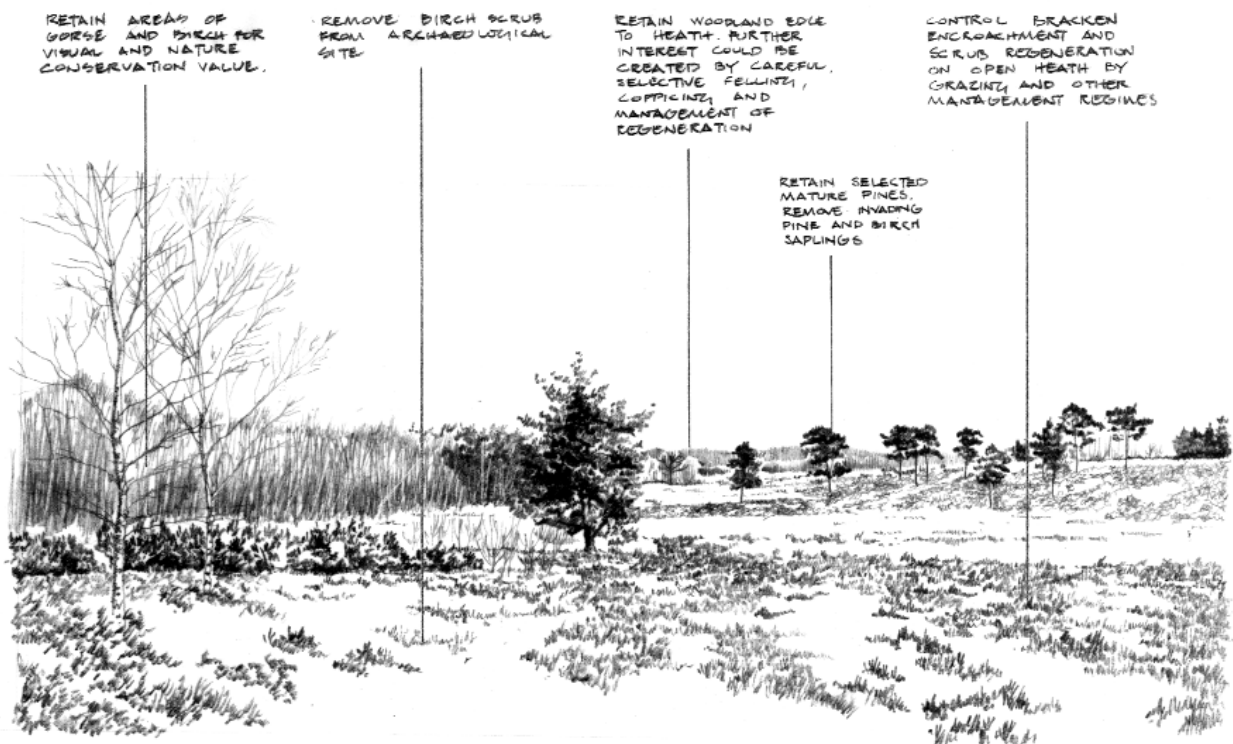 RETAIN AREAS OF
GORSE AND BIRCH FOR
VISUAL AND NATURE
CONSERVATION VALUE.
REMOVE BIRCH SCRUB
FROM ARCHAEOLOGICAL
SITE
RETAIN WOODLAND EDGE
TO HEATH. FURTHER
INTEREST COULD BE
CREATED BY CAREFUL,
SELECTIVE FELLING,
COPPICING AND
MANAGEMENT OF
REGENERATION
RETAIN SELECTED
MATURE PINES.
REMOVE INVADING
PINE AND BIRCH
SAPLINGS
CONTROL BRACKEN
ENCROACHMENT AND
SCRUB REGENERATION
ON OPEN HEATH BY
GRAZING AND OTHER
MANAGEMENT REGIMES